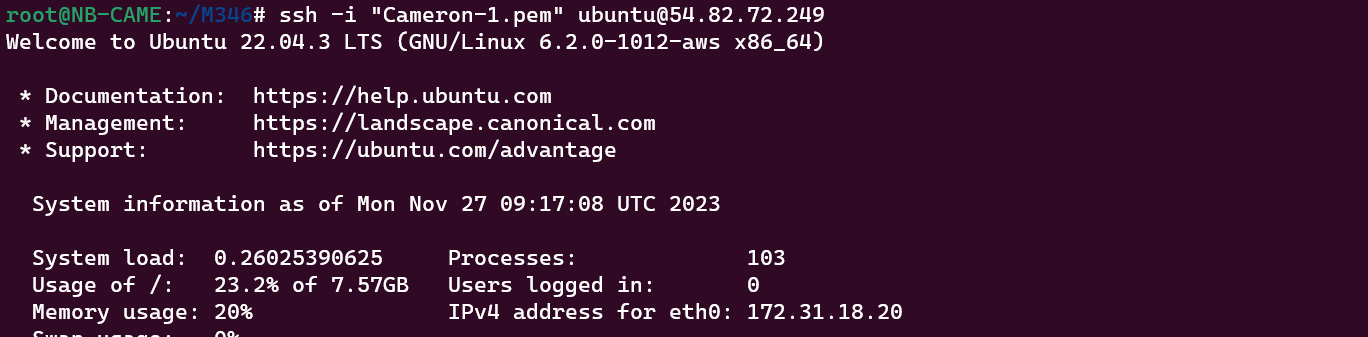 root@NB-CAME:~/M346# ssh -i "Cameron-1.pem" ubuntu@54.82.72.249
Welcome to Ubuntu 22.04.3 LTS (GNU/Linux 6.2.0-1012-aws x86_64)
* Documentation: https://help.ubuntu.com
* Management: https://landscape.canonical.com
* Support: https://ubuntu.com/advantage
System information as of Mon Nov 27 09:17:08 UTC 2023
System load: 0.26025390625 Processes: 103
Usage of /: 23.2% of 7.57GB Users logged in: 0
Memory usage: 20% IPv4 address for eth0: 172.31.18.20
Swap usage: 0%